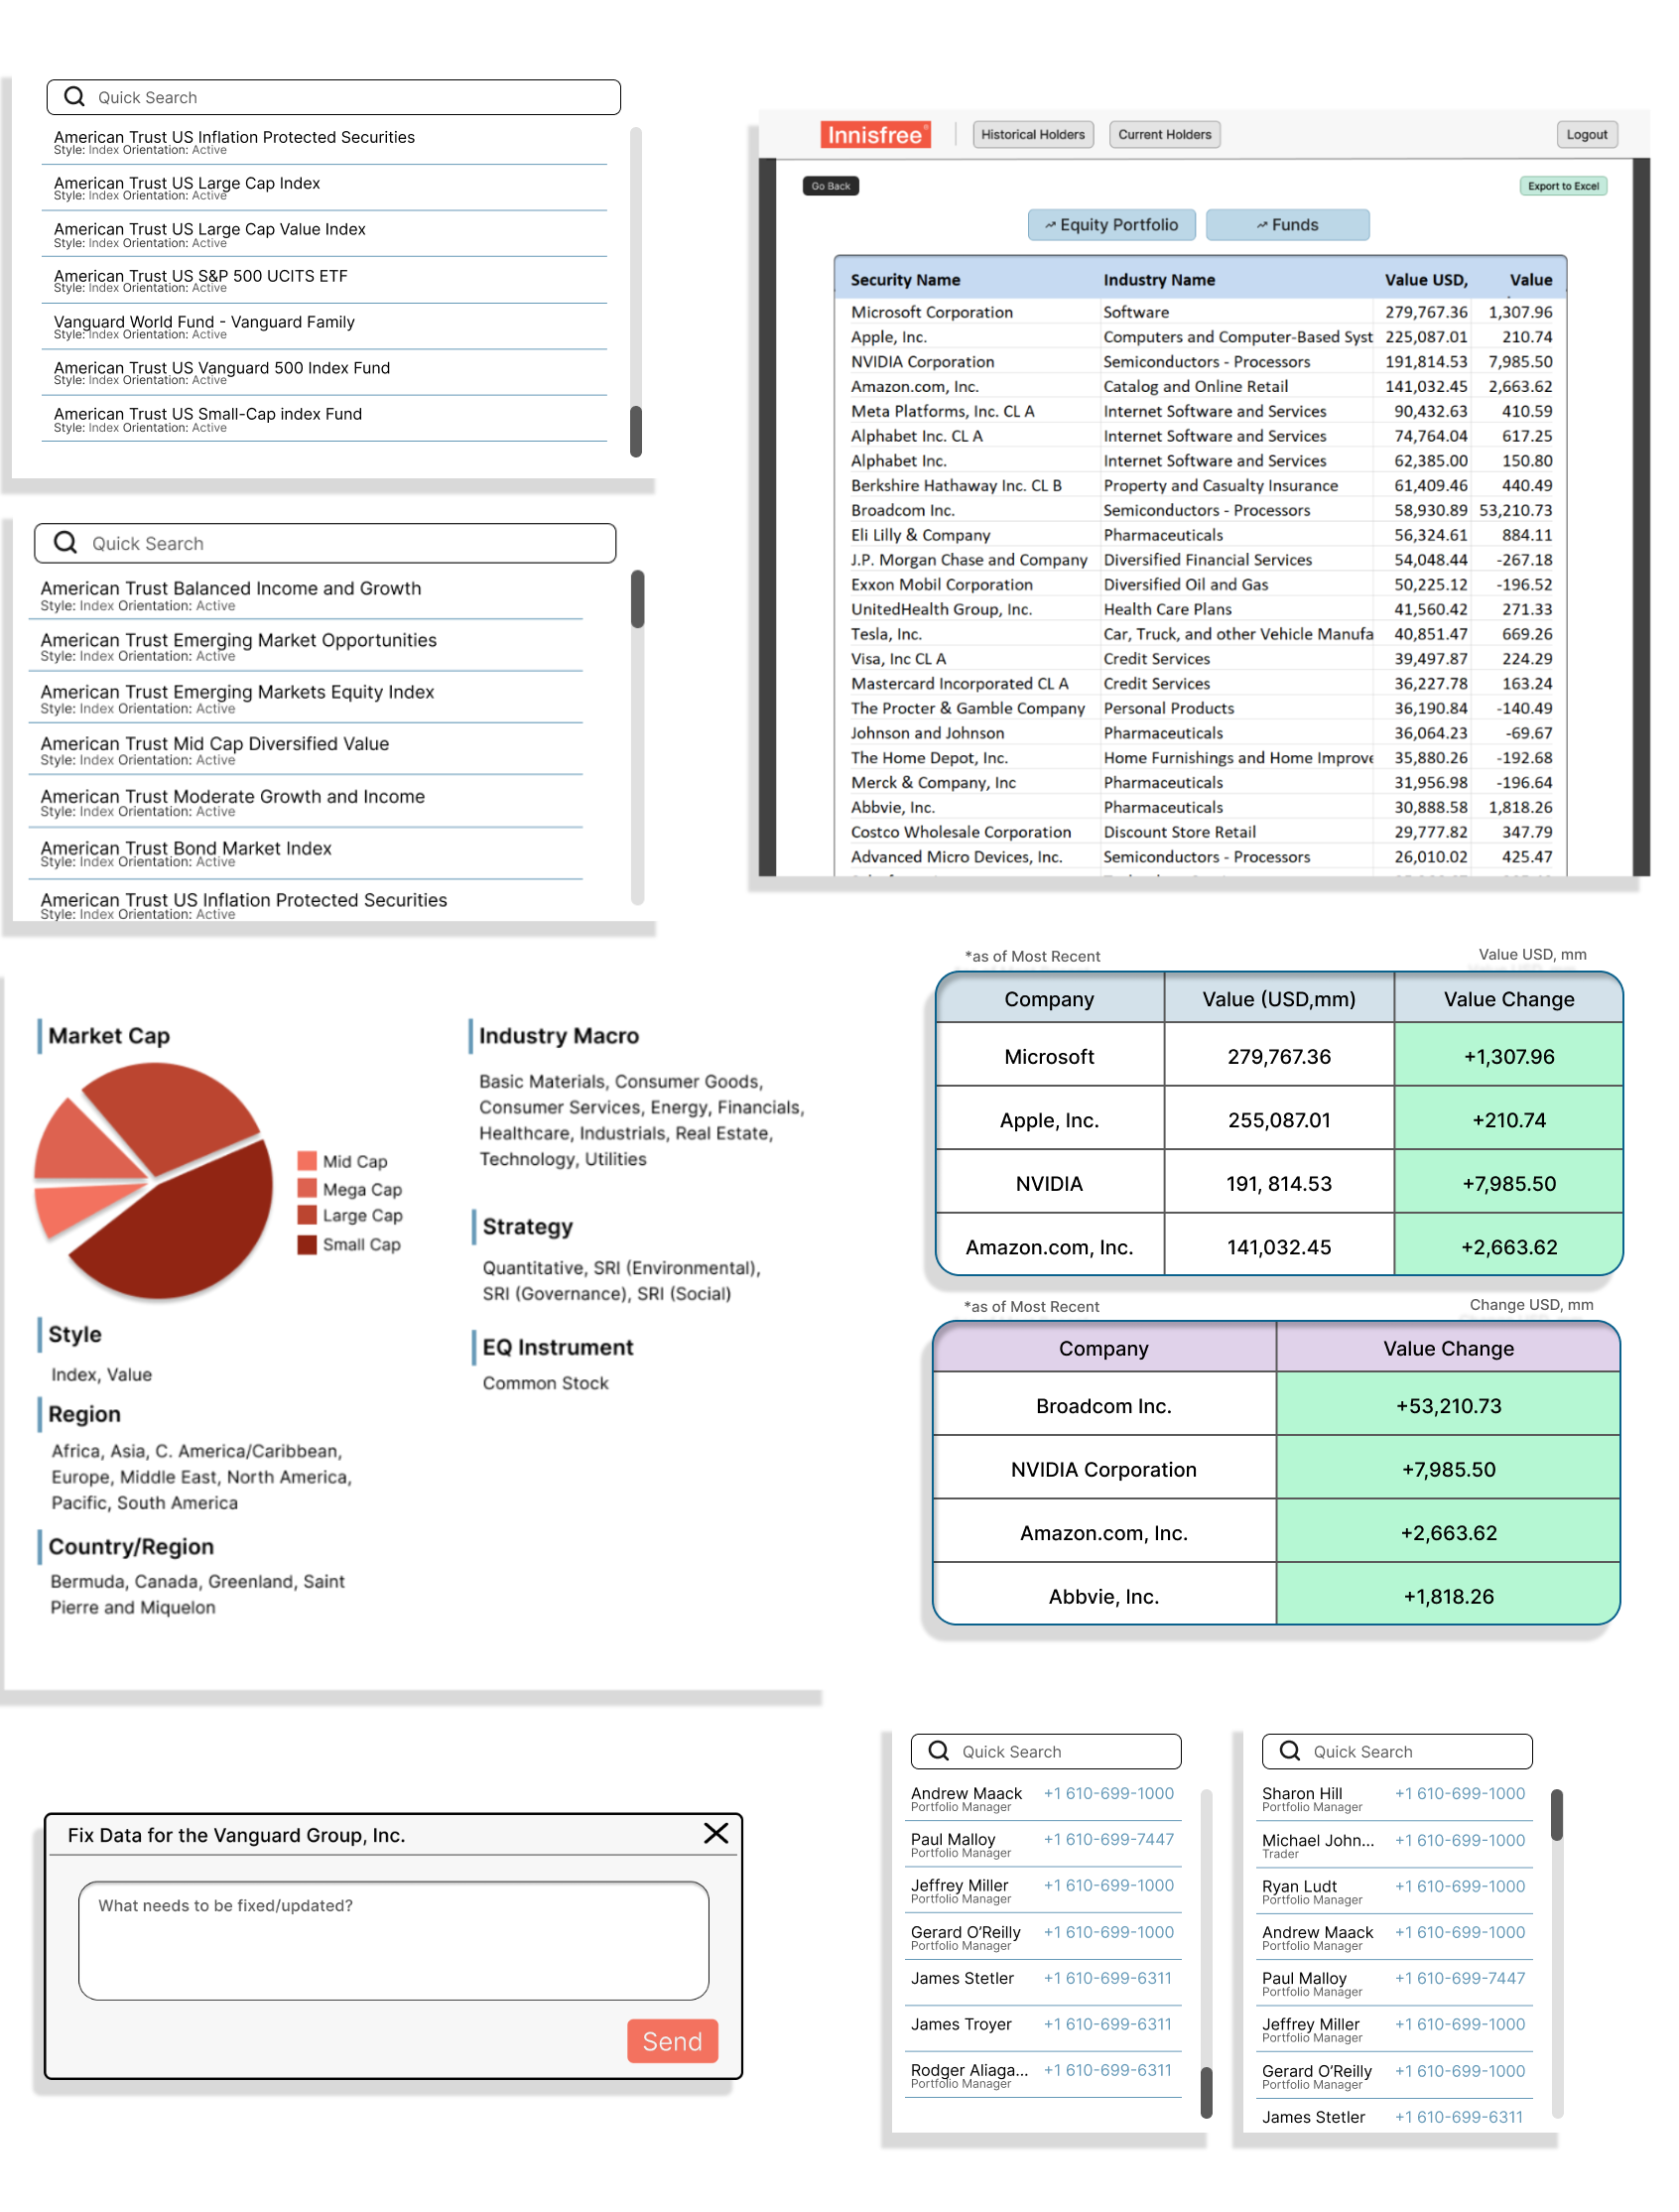 Quick Search
American Trust US Inflation Protected Securities
Style: Index Orientation: Active
American Trust US Large Cap Index
Style: Index Orientation: Active
American Trust US Large Cap Value Index
Style: Index Orientation: Active
American Trust US S&P 500 UCITS ETF
Style: Index Orientation: Active
Vanguard World Fund - Vanguard Family
Style: Index Orientation: Active
American Trust US Vanguard 500 Index Fund
Style: Index Orientation: Active
American Trust US Small-Cap index Fund
Style: Index Orientation: Active
Quick Search
American Trust Balanced Income and Growth
Style: Index Orientation: Active
American Trust Emerging Market Opportunities
Style: Index Orientation: Active
American Trust Emerging Markets Equity Index
Style: Index Orientation: Active
American Trust Mid Cap Diversified Value
Style: Index Orientation: Active
American Trust Moderate Growth and Income
Style: Index Orientation: Active
American Trust Bond Market Index
Style: Index Orientation: Active
American Trust US Inflation Protected Securities
Style: Index Orientation: Active
Innisfree® Historical Holders Current Holders Logout
Go Back Export to Excel
Equity Portfolio Funds
Security Name Industry Name Value USD, Value
Microsoft Corporation Software 279,767.36 1,307.96
Apple, Inc. Computers and Computer-Based Syst 225,087.01 210.74
NVIDIA Corporation Semiconductors - Processors 191,814.53 7,985.50
Amazon.com, Inc. Catalog and Online Retail 141,032.45 2,663.62
Meta Platforms, Inc. CL A Internet Software and Services 90,432.63 410.59
Alphabet Inc. CL A Internet Software and Services 74,764.04 617.25
Alphabet Inc. Internet Software and Services 62,385.00 150.80
Berkshire Hathaway Inc. CL B Property and Casualty Insurance 61,409.46 440.49
Broadcom Inc. Semiconductors - Processors 58,930.89 53,210.73
Eli Lilly & Company Pharmaceuticals 56,324.61 884.11
J.P. Morgan Chase and Company Diversified Financial Services 54,048.44 -267.18
Exxon Mobil Corporation Diversified Oil and Gas 50,225.12 -196.52
UnitedHealth Group, Inc. Health Care Plans 41,560.42 271.33
Tesla, Inc. Car, Truck, and other Vehicle Manufa 40,851.47 669.26
Visa, Inc CL A Credit Services 39,497.87 224.29
Mastercard Incorporated CL A Credit Services 36,227.78 163.24
The Procter & Gamble Company Personal Products 36,190.84 -140.49
Johnson and Johnson Pharmaceuticals 36,064.23 -69.67
The Home Depot, Inc. Home Furnishings and Home Improve 35,880.26 -192.68
Merck & Company, Inc Pharmaceuticals 31,956.98 -196.64
Abbvie, Inc. Pharmaceuticals 30,888.58 1,818.26
Costco Wholesale Corporation Discount Store Retail 29,777.82 347.79
Advanced Micro Devices, Inc. Semiconductors - Processors 26,010.02 425.47
Market Cap
Mid Cap
Mega Cap
Large Cap
Small Cap
Style
Index, Value
Region
Africa, Asia, C. America/Caribbean,
Europe, Middle East, North America,
Pacific, South America
Country/Region
Bermuda, Canada, Greenland, Saint
Pierre and Miquelon
Industry Macro
Basic Materials, Consumer Goods,
Consumer Services, Energy, Financials,
Healthcare, Industrials, Real Estate,
Technology, Utilities
Strategy
Quantitative, SRI (Environmental),
SRI (Governance), SRI (Social)
EQ Instrument
Common Stock
*as of Most Recent Value USD, mm
Company Value (USD,mm) Value Change
Microsoft 279,767.36 +1,307.96
Apple, Inc. 255,087.01 +210.74
NVIDIA 191, 814.53 +7,985.50
Amazon.com, Inc. 141,032.45 +2,663.62
*as of Most Recent Change USD, mm
Company Value Change
Broadcom Inc. +53,210.73
NVIDIA Corporation +7,985.50
Amazon.com, Inc. +2,663.62
Abbvie, Inc. +1,818.26
Fix Data for the Vanguard Group, Inc.
What needs to be fixed/updated?
Send
Quick Search
Andrew Maack +1 610-699-1000
Portfolio Manager
Paul Malloy +1 610-699-7447
Portfolio Manager
Jeffrey Miller +1 610-699-1000
Portfolio Manager
Gerard O'Reilly +1 610-699-1000
Portfolio Manager
James Stetler +1 610-699-6311
James Troyer +1 610-699-6311
Rodger Aliaga... +1 610-699-6311
Portfolio Manager
Quick Search
Sharon Hill +1 610-699-1000
Portfolio Manager
Michael John... +1 610-699-1000
Trader
Ryan Ludt +1 610-699-1000
Portfolio Manager
Andrew Maack +1 610-699-1000
Portfolio Manager
Paul Malloy +1 610-699-7447
Portfolio Manager
Jeffrey Miller +1 610-699-1000
Portfolio Manager
Gerard O'Reilly +1 610-699-1000
Portfolio Manager
James Stetler +1 610-699-6311